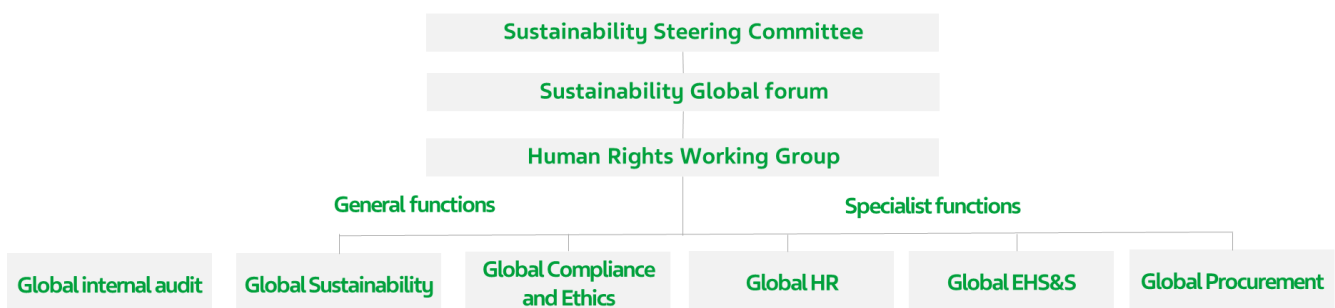 Sustainability Steering Committee
Sustainability Global forum
Human Rights Working Group
General functions
Specialist functions
Global internal audit
Global Sustainability
Global Compliance
and Ethics
Global HR
Global EHS&S
Global Procurement